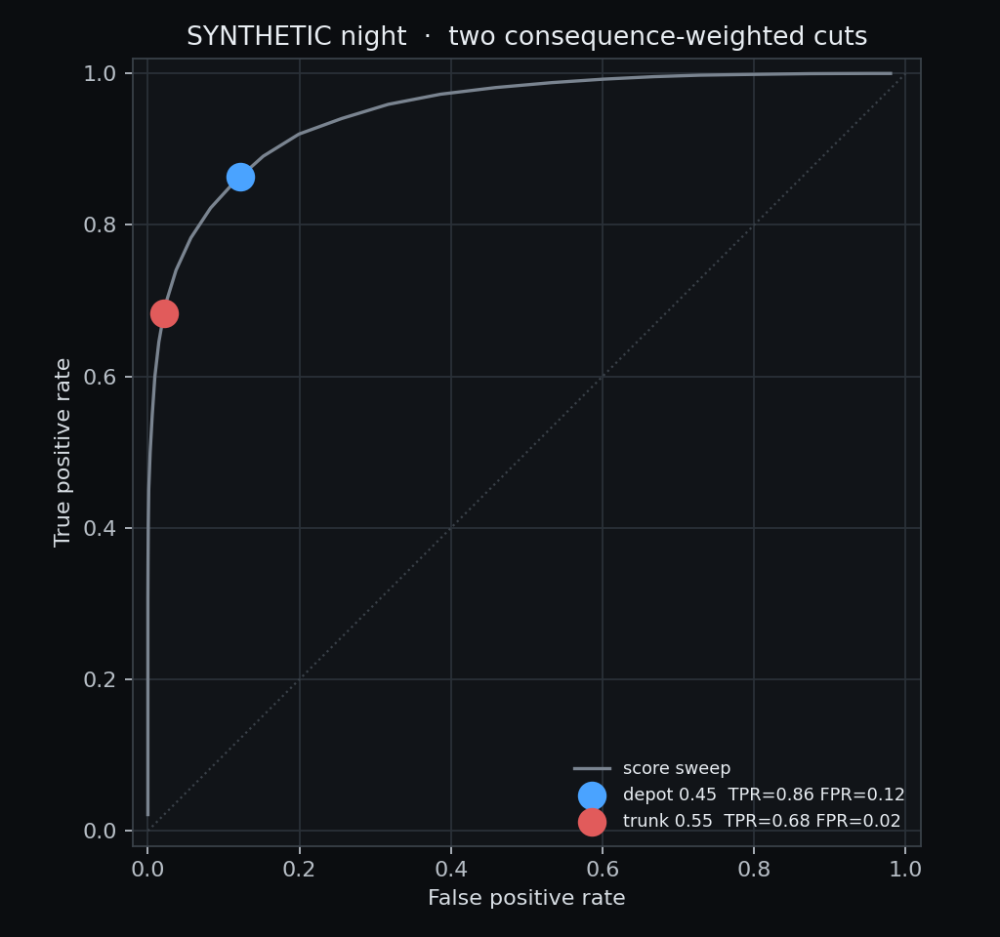 SYNTHETIC night · two consequence-weighted cuts
True positive rate
1.0
0.8
0.6
0.4
0.2
0.0
score sweep
depot 0.45 TPR=0.86 FPR=0.12
trunk 0.55 TPR=0.68 FPR=0.02
0.0 0.2 0.4 0.6 0.8 1.0
False positive rate